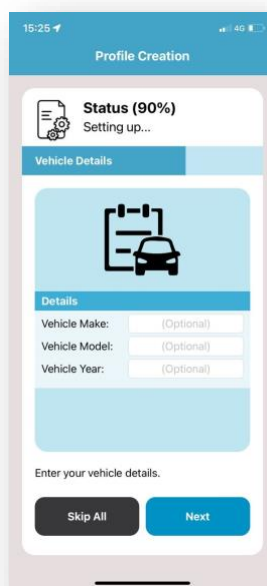 15:25
4G
Profile Creation
Status (90%)
Setting up...
Vehicle Details
Details
Vehicle Make: (Optional)
Vehicle Model: (Optional)
Vehicle Year: (Optional)
Enter your vehicle details.
Skip All
Next